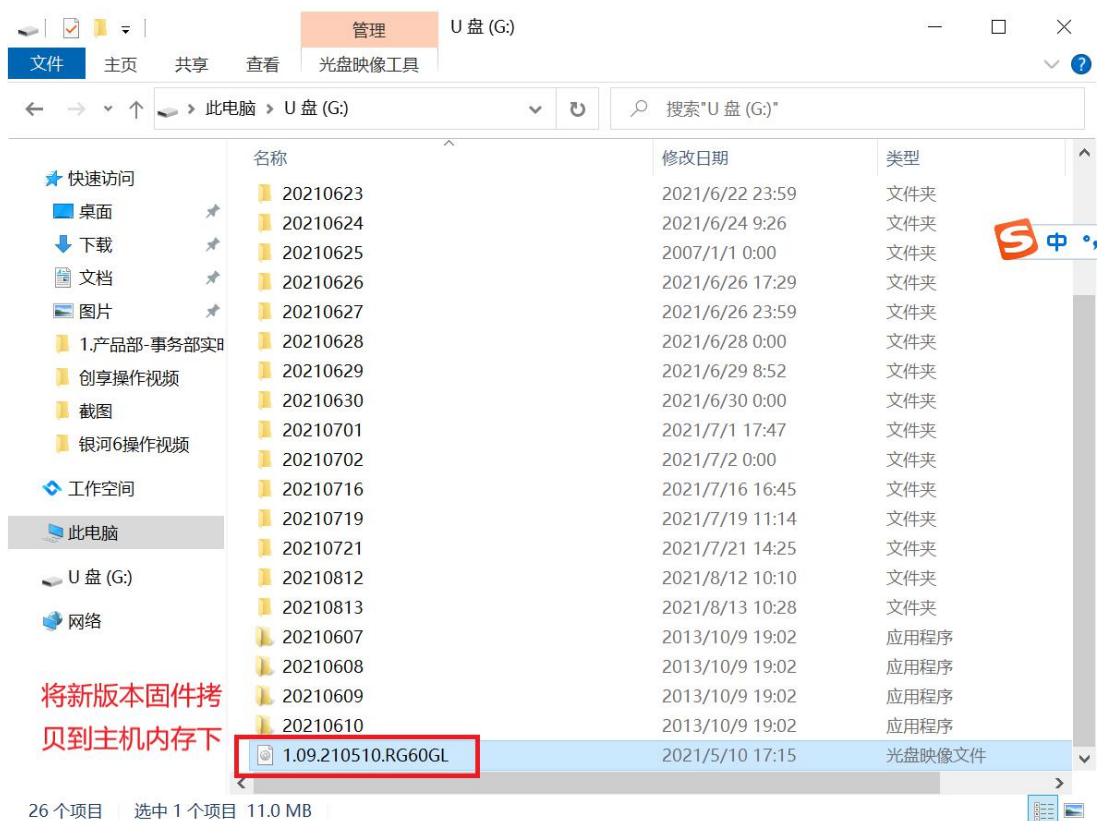 管理
U 盘 (G:)
文件 主页 共享 查看 光盘映像工具
此电脑 U 盘 (G:)
搜索"U 盘 (G:)"
快速访问
桌面
下载
文档
图片
1.产品部-事务部实时
创享操作视频
截图
银河6操作视频
工作空间
此电脑
U 盘 (G:)
网络
名称 修改日期 类型
20210623 2021/6/22 23:59 文件夹
20210624 2021/6/24 9:26 文件夹
20210625 2007/1/1 0:00 文件夹
20210626 2021/6/26 17:29 文件夹
20210627 2021/6/26 23:59 文件夹
20210628 2021/6/28 0:00 文件夹
20210629 2021/6/29 8:52 文件夹
20210630 2021/6/30 0:00 文件夹
20210701 2021/7/1 17:47 文件夹
20210702 2021/7/2 0:00 文件夹
20210716 2021/7/16 16:45 文件夹
20210719 2021/7/19 11:14 文件夹
20210721 2021/7/21 14:25 文件夹
20210812 2021/8/12 10:10 文件夹
20210813 2021/8/13 10:28 文件夹
20210607 2013/10/9 19:02 应用程序
20210608 2013/10/9 19:02 应用程序
20210609 2013/10/9 19:02 应用程序
20210610 2013/10/9 19:02 应用程序
1.09.210510.RG60GL 2021/5/10 17:15 光盘映像文件
中 °,
将新版本固件拷
贝到主机内存下
26 个项目 选中 1 个项目 11.0 MB